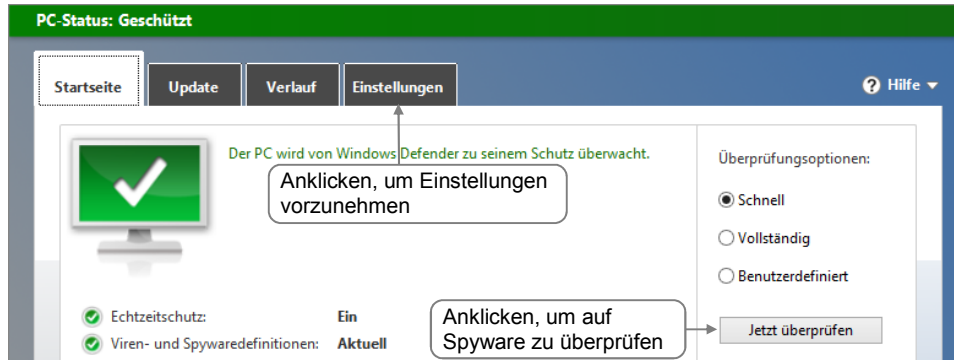 PC-Status: Geschützt
Startseite
Update
Verlauf
Einstellungen
Hilfe
Der PC wird von Windows Defender zu seinem Schutz überwacht.
Anklicken, um Einstellungen
vorzunehmen
Überprüfungsoptionen:
Schnell
Vollständig
Benutzerdefiniert
Echtzeitschutz: Ein
Viren- und Spywaredefinitionen: Aktuell
Anklicken, um auf
Spyware zu überprüfen
Jetzt überprüfen